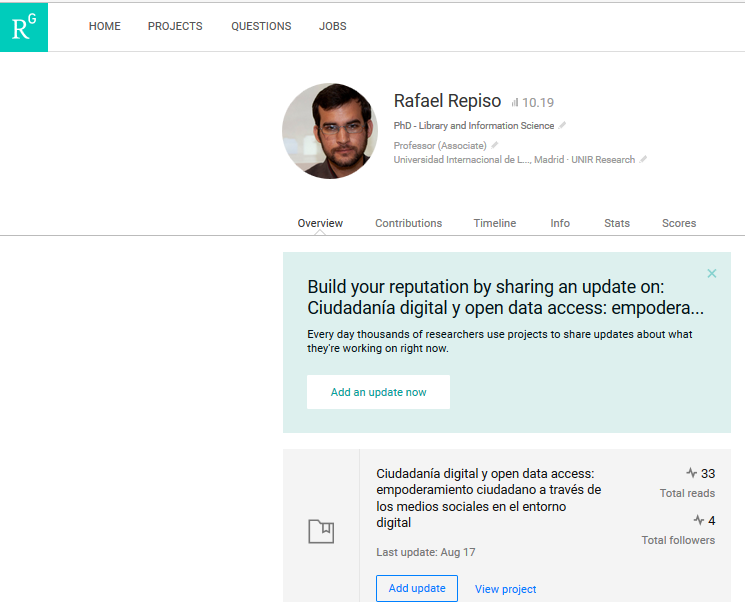 RG
HOME PROJECTS QUESTIONS JOBS
Rafael Repiso 10.19
PhD - Library and Information Science
Professor (Associate)
Universidad Internacional de L..., Madrid · UNIR Research
Overview Contributions Timeline Info Stats Scores
Build your reputation by sharing an update on:
Ciudadanía digital y open data access: empodera...
Every day thousands of researchers use projects to share updates about what
they're working on right now.
Add an update now
Ciudadanía digital y open data access:
empoderamiento ciudadano a través de
los medios sociales en el entorno
digital
Last update: Aug 17
Add update View project
33
Total reads
4
Total followers